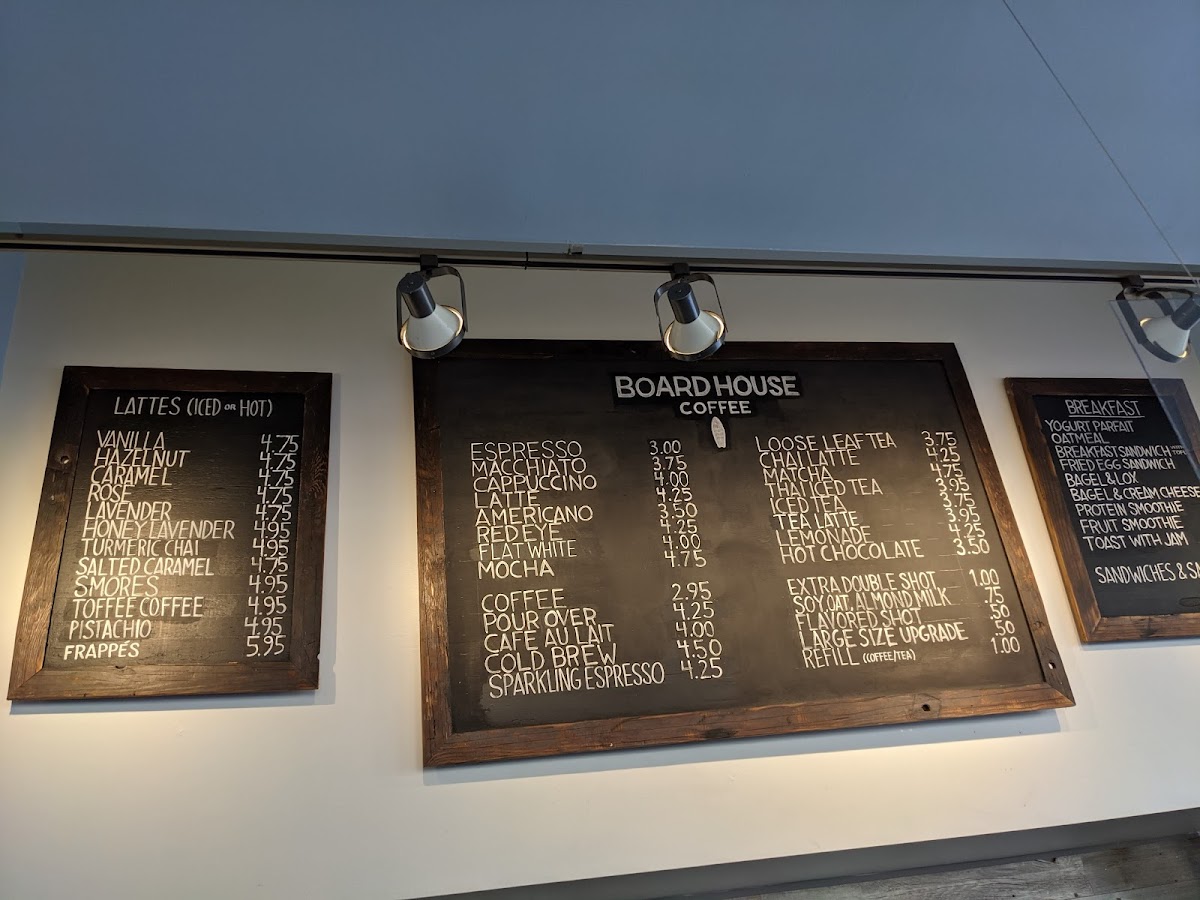 LATTES (ICED OR HOT)
VANILLA 4.75
HAZELNUT 4.75
CARAMEL 4.75
ROSE 4.75
LAVENDER 4.75
HONEY LAVENDER 4.95
TURMERIC CHAI 4.95
SALTED CARAMEL 4.75
SMORES 4.95
TOFFEE COFFEE 4.95
PISTACHIO 4.95
FRAPPÉS 5.95
BOARD HOUSE
COFFEE
ESPRESSO 3.00
MACCHIATO 3.75
CAPPUCCINO 4.00
LATTE 4.25
AMERICANO 3.50
RED EYE 4.25
FLAT WHITE 4.00
MOCHA 4.75
COFFEE 2.95
POUR OVER 4.25
CAFE AU LAIT 4.00
COLD BREW 4.50
SPARKLING ESPRESSO 4.25
LOOSE LEAF TEA 3.75
CHAI LATTE 4.25
MATCHA 4.75
THAI ICED TEA 3.95
ICED TEA 3.75
TEA LATTE 3.95
LEMONADE 4.25
HOT CHOCOLATE 3.50
EXTRA DOUBLE SHOT 1.00
SOY, OAT, ALMOND MILK .75
FLAVORED SHOT .50
LARGE SIZE UPGRADE .50
REFILL (COFFEE/TEA) 1.00
BREAKFAST
YOGURT PARFAIT
OATMEAL
BREAKFAST SANDWICH
FRIED EGG SANDWICH
BAGEL & LOX
BAGEL & CREAM CHEESE
PROTEIN SMOOTHIE
FRUIT SMOOTHIE
TOAST WITH JAM
SANDWICHES & SA